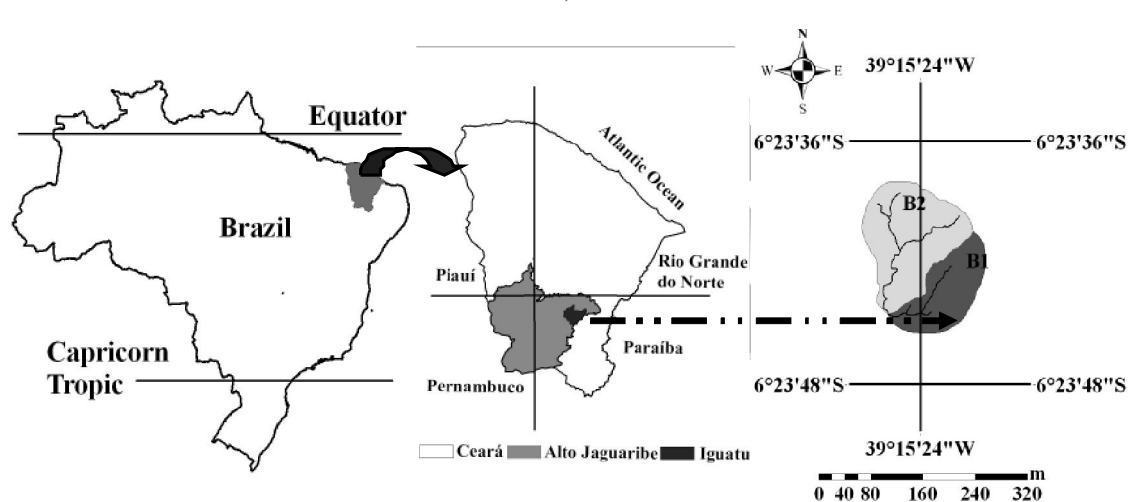 Equator
Brazil
Capricorn
Tropic
Atlantic Ocean
Piauí
Rio Grande
do Norte
Paraíba
Pernambuco
Ceará Alto Jaguaribe Iguatu
N
W E
S
39°15'24"W
6°23'36"S 6°23'36"S
B2
B1
6°23'48"S 6°23'48"S
39°15'24"W
m
0 40 80 160 240 320